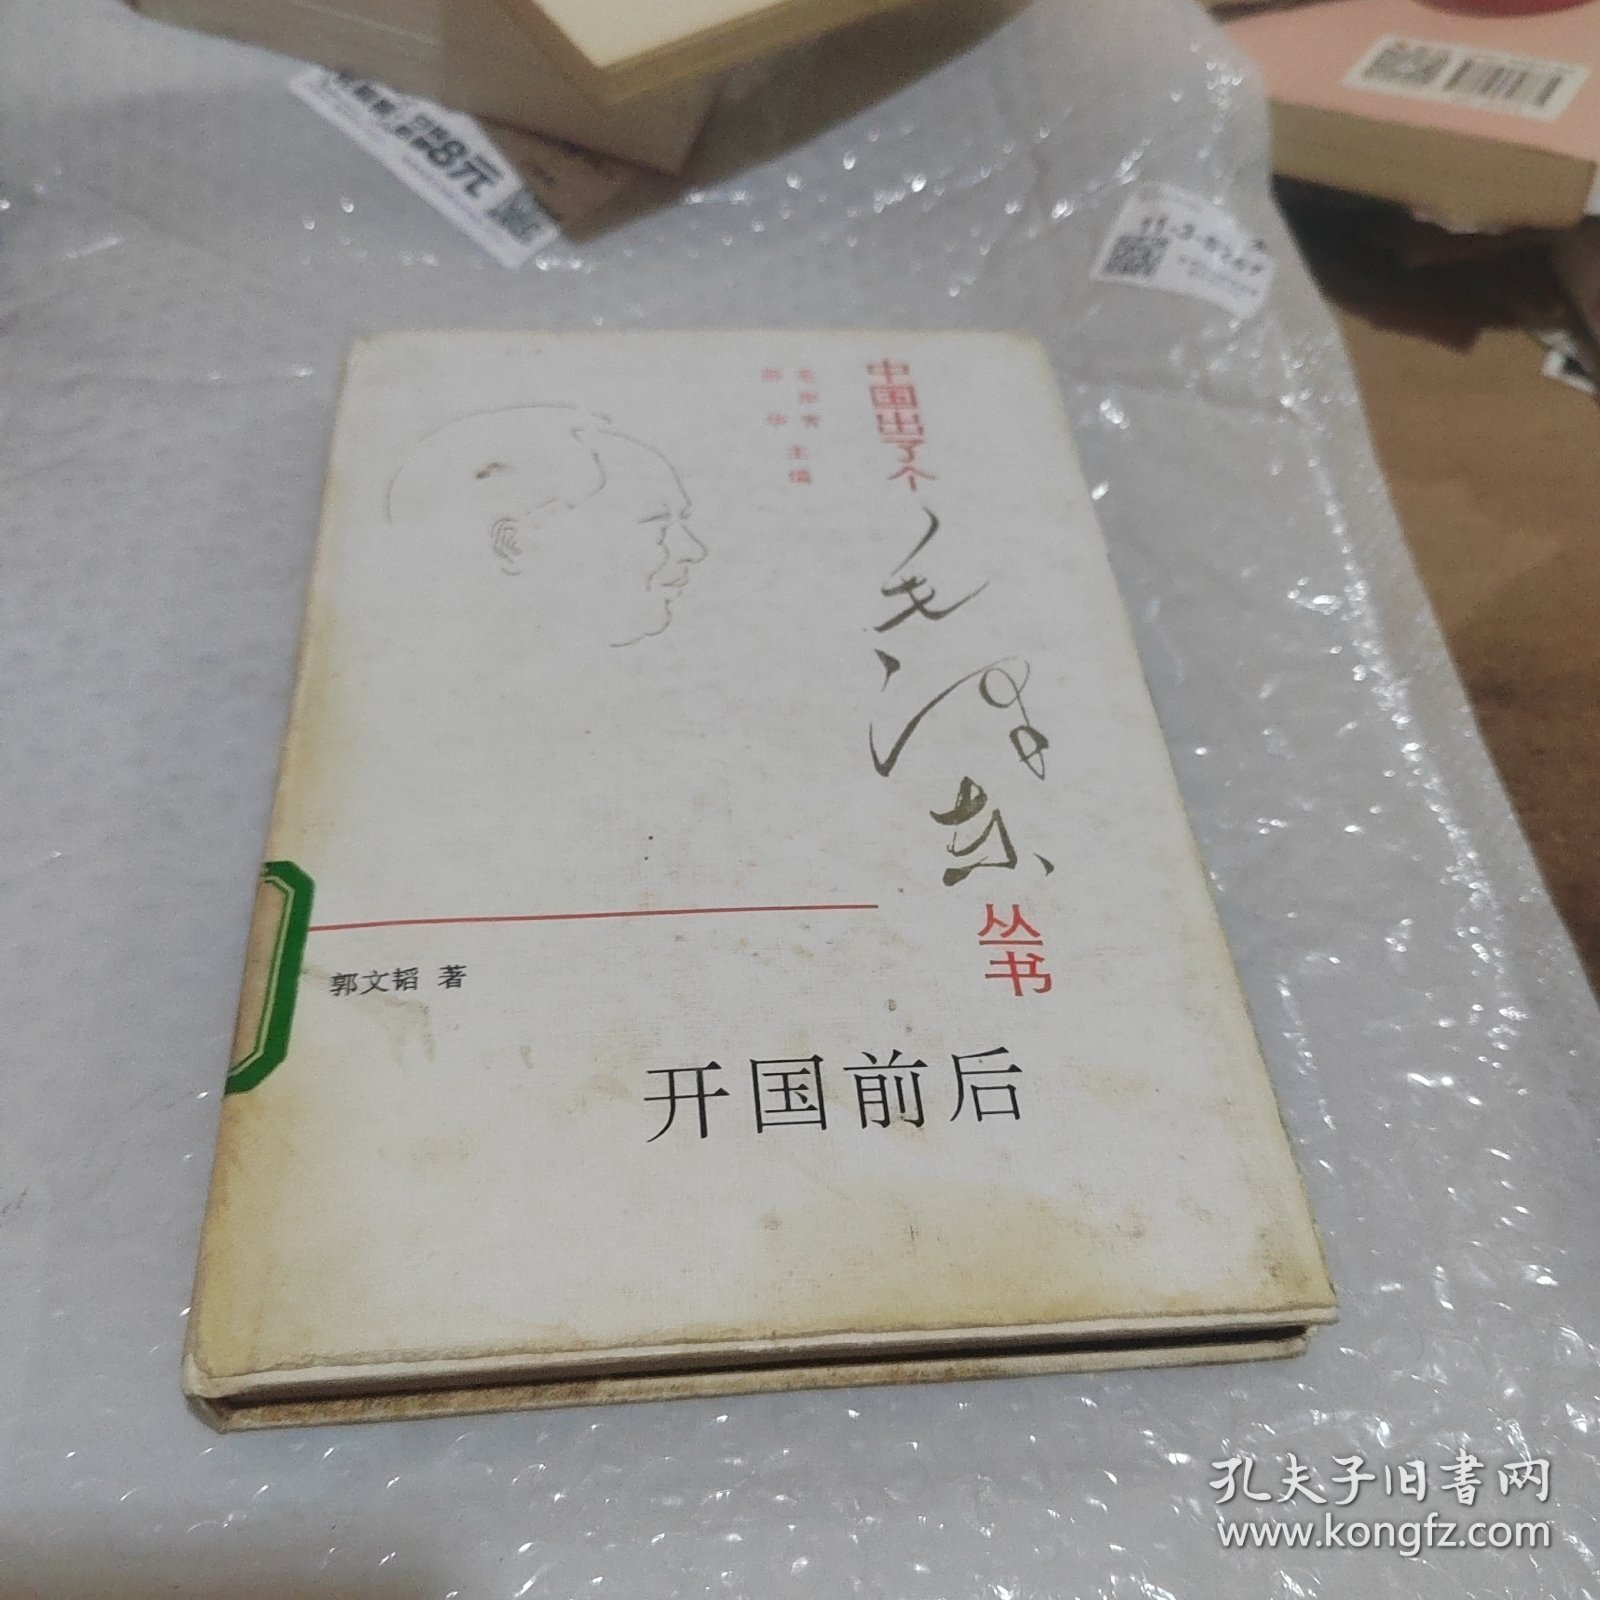 中国出了个
毛泽东
丛书
主编
郭文韬 著
开国前后
8元
孔夫子旧书网
www.kongfz.com